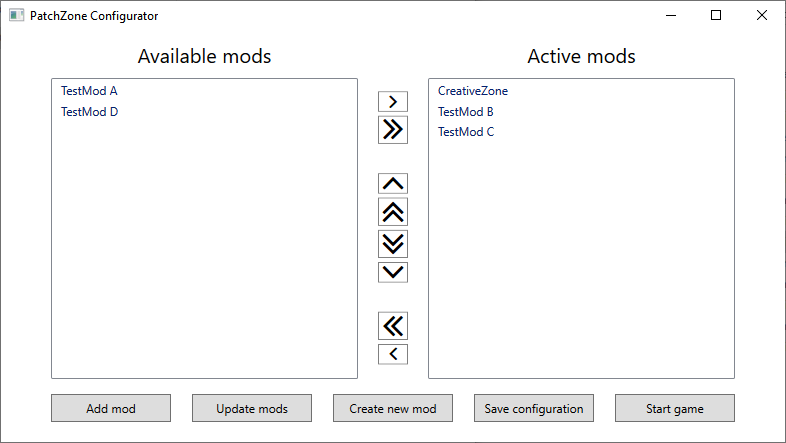 PatchZone Configurator
Available mods
Active mods
TestMod A
TestMod D
CreativeZone
TestMod B
TestMod C
Add mod
Update mods
Create new mod
Save configuration
Start game